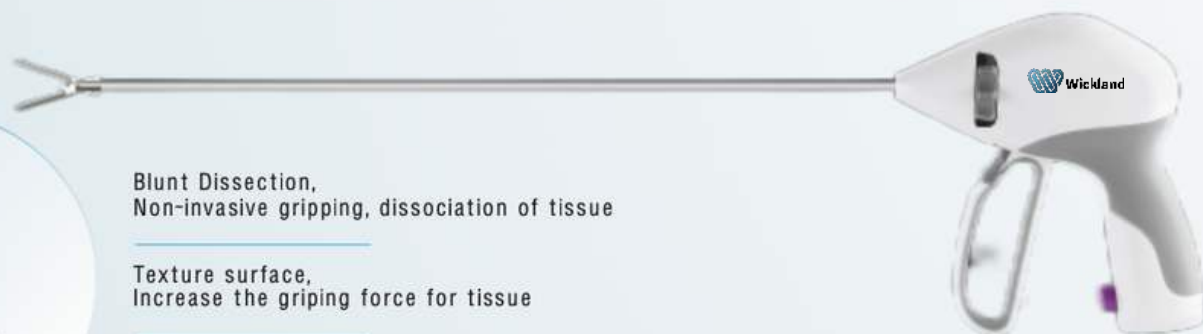 Wickland
Blunt Dissection,
Non-invasive gripping, dissociation of tissue
Texture surface,
Increase the griping force for tissue